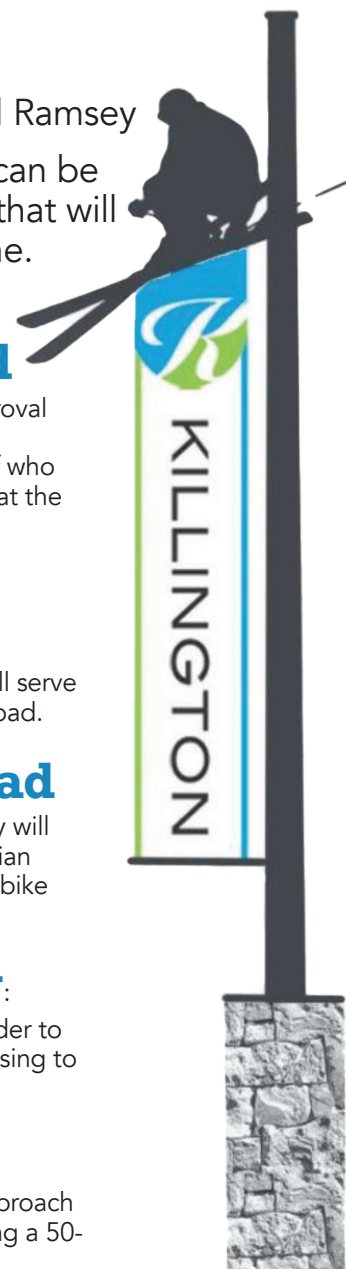 Ramsey
can be
that will
ne.
d
roval
who
at the
ll serve
oad.
ad
y will
ian
bike
:
der to
sing to
proach
ng a 50-
K
KILLINGTON